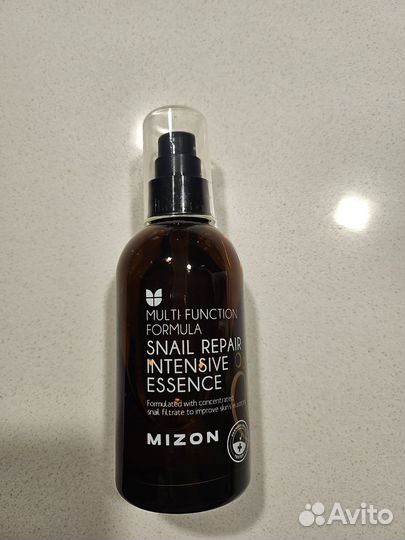 MULTI FUNCTION
FORMULA
SNAIL REPAIR
INTENSIVE
ESSENCE
Formulated with concentrated
snail filtrate to improve skin's
MIZON
Avito